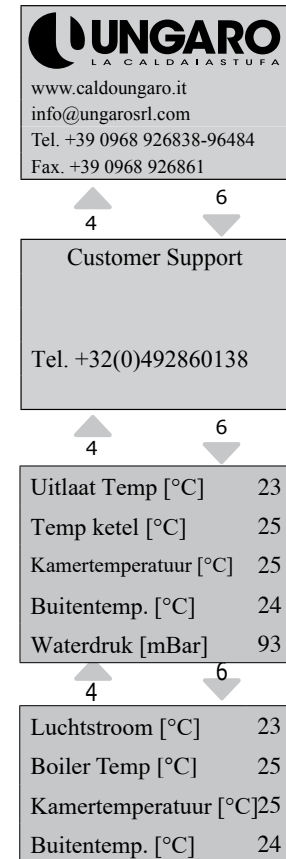 UNGARO
LA CALDAIASTUFA
www.caldoungaro.it
info@ungarosrl.com
Tel. +39 0968 926838-96484
Fax. +39 0968 926861
4 6
Customer Support
Tel. +32(0)492860138
4 6
Uitlaat Temp [°C] 23
Temp ketel [°C] 25
Kamertemperatuur [°C] 25
Buitentemp. [°C] 24
Waterdruk [mBar] 93
4 6
Luchtstroom [°C] 23
Boiler Temp [°C] 25
Kamertemperatuur [°C]25
Buitentemp. [°C] 24